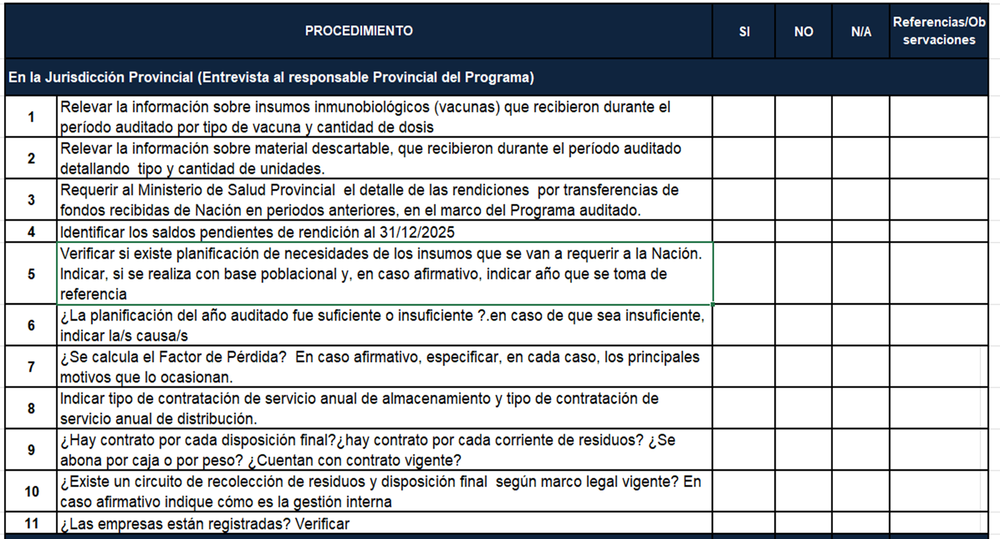 PROCEDIMIENTO SI NO N/A Referencias/Ob
servaciones
En la Jurisdicción Provincial (Entrevista al responsable Provincial del Programa)
1 Relevar la información sobre insumos inmunobiológicos (vacunas) que recibieron durante el
período auditado por tipo de vacuna y cantidad de dosis
2 Relevar la información sobre material descartable, que recibieron durante el período auditado
detallando  tipo y cantidad de unidades.
3 Requerir al Ministerio de Salud Provincial  el detalle de las rendiciones  por transferencias de
fondos recibidas de Nación en periodos anteriores, en el marco del Programa auditado.
4 Identificar los saldos pendientes de rendición al 31/12/2025
5 Verificar si existe planificación de necesidades de los insumos que se van a requerir a la Nación.
Indicar, si se realiza con base poblacional y, en caso afirmativo, indicar año que se toma de
referencia
6 ¿La planificación del año auditado fue suficiente o insuficiente ?.en caso de que sea insuficiente,
indicar la/s causa/s
7 ¿Se calcula el Factor de Pérdida?  En caso afirmativo, especificar, en cada caso, los principales
motivos que lo ocasionan.
8 Indicar tipo de contratación de servicio anual de almacenamiento y tipo de contratación de
servicio anual de distribución.
9 ¿Hay contrato por cada disposición final?¿hay contrato por cada corriente de residuos? ¿Se
abona por caja o por peso? ¿Cuentan con contrato vigente?
10 ¿Existe un circuito de recolección de residuos y disposición final  según marco legal vigente? En
caso afirmativo indique cómo es la gestión interna
11 ¿Las empresas están registradas? Verificar